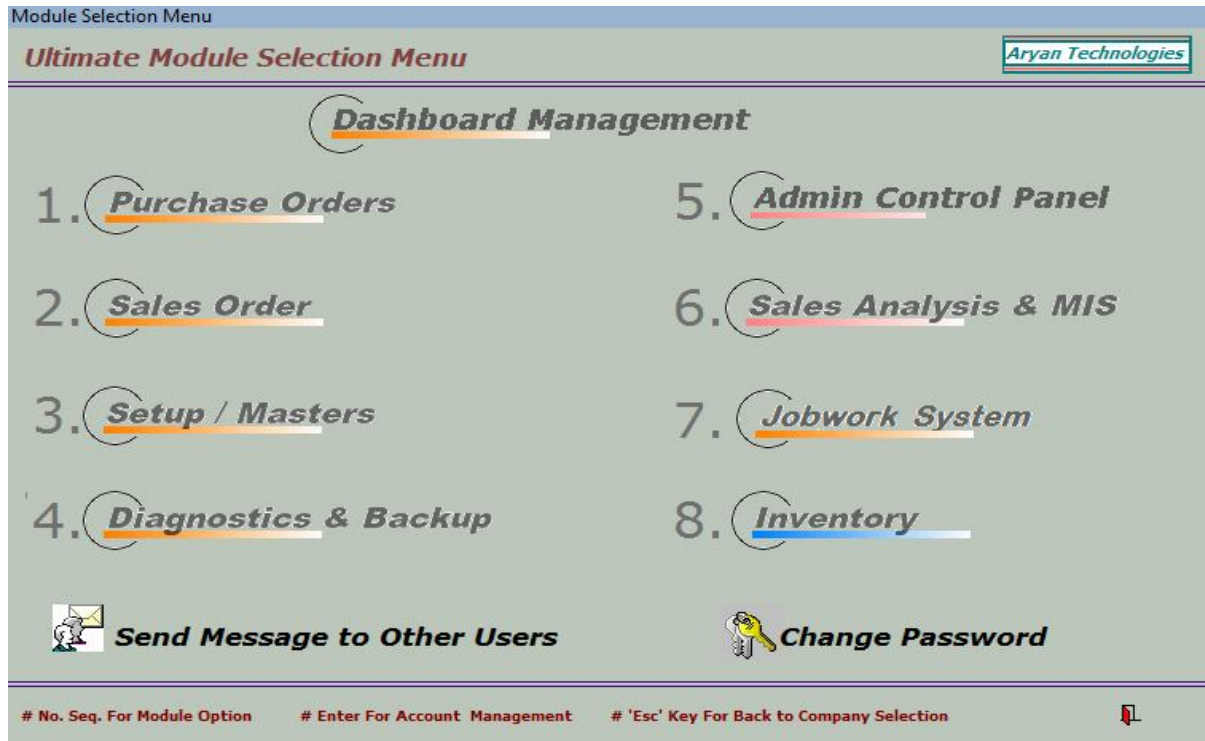 Module Selection Menu
Ultimate Module Selection Menu
Aryan Technologies
Dashboard Management
1. Purchase Orders
5. Admin Control Panel
2. Sales Order
6. Sales Analysis & MIS
3. Setup / Masters
7. Jobwork System
4. Diagnostics & Backup
8. Inventory
Send Message to Other Users
Change Password
# No. Seq. For Module Option # Enter For Account Management # 'Esc' Key For Back to Company Selection